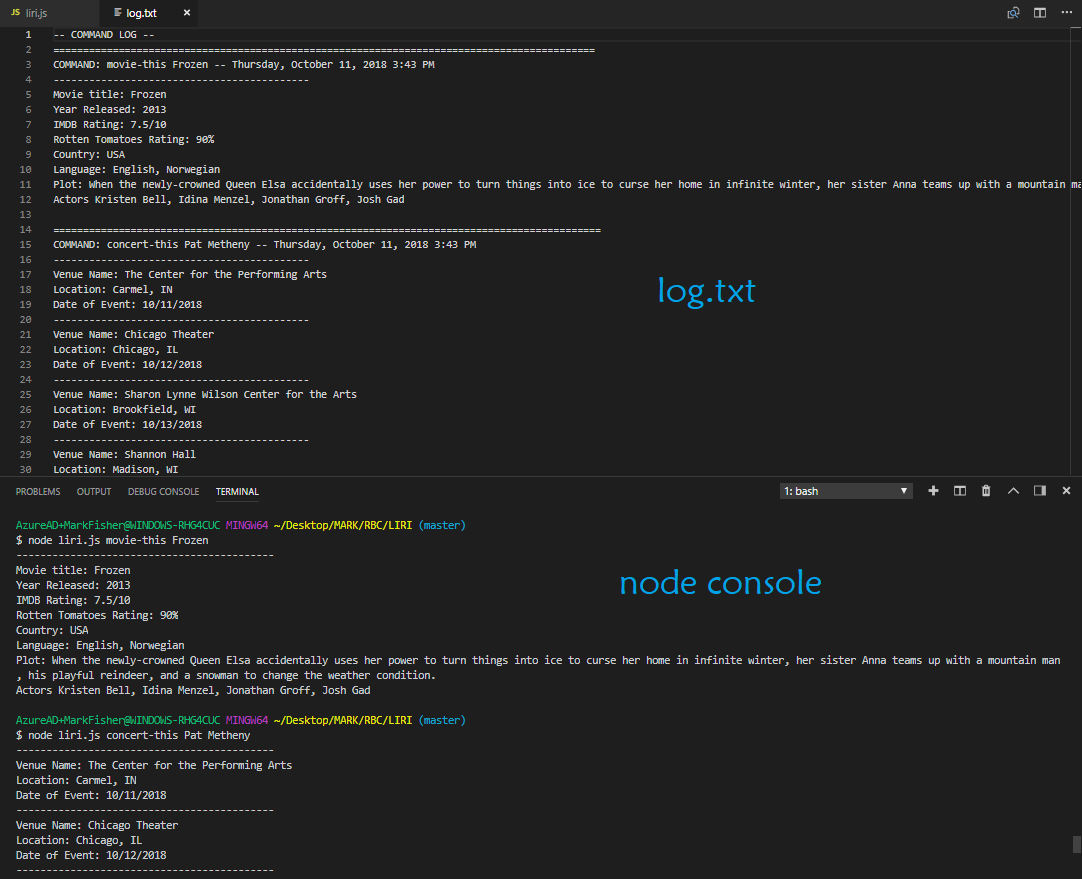 JS liri.js
log.txt
1 -- COMMAND LOG --
2 ===========================================================================================
3 COMMAND: movie-this Frozen -- Thursday, October 11, 2018 3:43 PM
4 -------------------------------------------
5 Movie title: Frozen
6 Year Released: 2013
7 IMDB Rating: 7.5/10
8 Rotten Tomatoes Rating: 90%
9 Country: USA
10 Language: English, Norwegian
11 Plot: When the newly-crowned Queen Elsa accidentally uses her power to turn things into ice to curse her home in infinite winter, her sister Anna teams up with a mountain ma
12 Actors Kristen Bell, Idina Menzel, Jonathan Groff, Josh Gad
13
14 ============================================================================================
15 COMMAND: concert-this Pat Metheny -- Thursday, October 11, 2018 3:43 PM
16 -------------------------------------------
17 Venue Name: The Center for the Performing Arts
18 Location: Carmel, IN
19 Date of Event: 10/11/2018
20 -------------------------------------------
21 Venue Name: Chicago Theater
22 Location: Chicago, IL
23 Date of Event: 10/12/2018
24 -------------------------------------------
25 Venue Name: Sharon Lynne Wilson Center for the Arts
26 Location: Brookfield, WI
27 Date of Event: 10/13/2018
28 -------------------------------------------
29 Venue Name: Shannon Hall
30 Location: Madison, WI
log.txt
PROBLEMS OUTPUT DEBUG CONSOLE TERMINAL 1: bash
AzureAD+MarkFisher@WINDOWS-RHG4CUC MINGW64 ~/Desktop/MARK/RBC/LIRI (master)
$ node liri.js movie-this Frozen
-------------------------------------------
Movie title: Frozen
Year Released: 2013
IMDB Rating: 7.5/10
Rotten Tomatoes Rating: 90%
Country: USA
Language: English, Norwegian
Plot: When the newly-crowned Queen Elsa accidentally uses her power to turn things into ice to curse her home in infinite winter, her sister Anna teams up with a mountain man
, his playful reindeer, and a snowman to change the weather condition.
Actors Kristen Bell, Idina Menzel, Jonathan Groff, Josh Gad
node console
AzureAD+MarkFisher@WINDOWS-RHG4CUC MINGW64 ~/Desktop/MARK/RBC/LIRI (master)
$ node liri.js concert-this Pat Metheny
-------------------------------------------
Venue Name: The Center for the Performing Arts
Location: Carmel, IN
Date of Event: 10/11/2018
-------------------------------------------
Venue Name: Chicago Theater
Location: Chicago, IL
Date of Event: 10/12/2018
-------------------------------------------